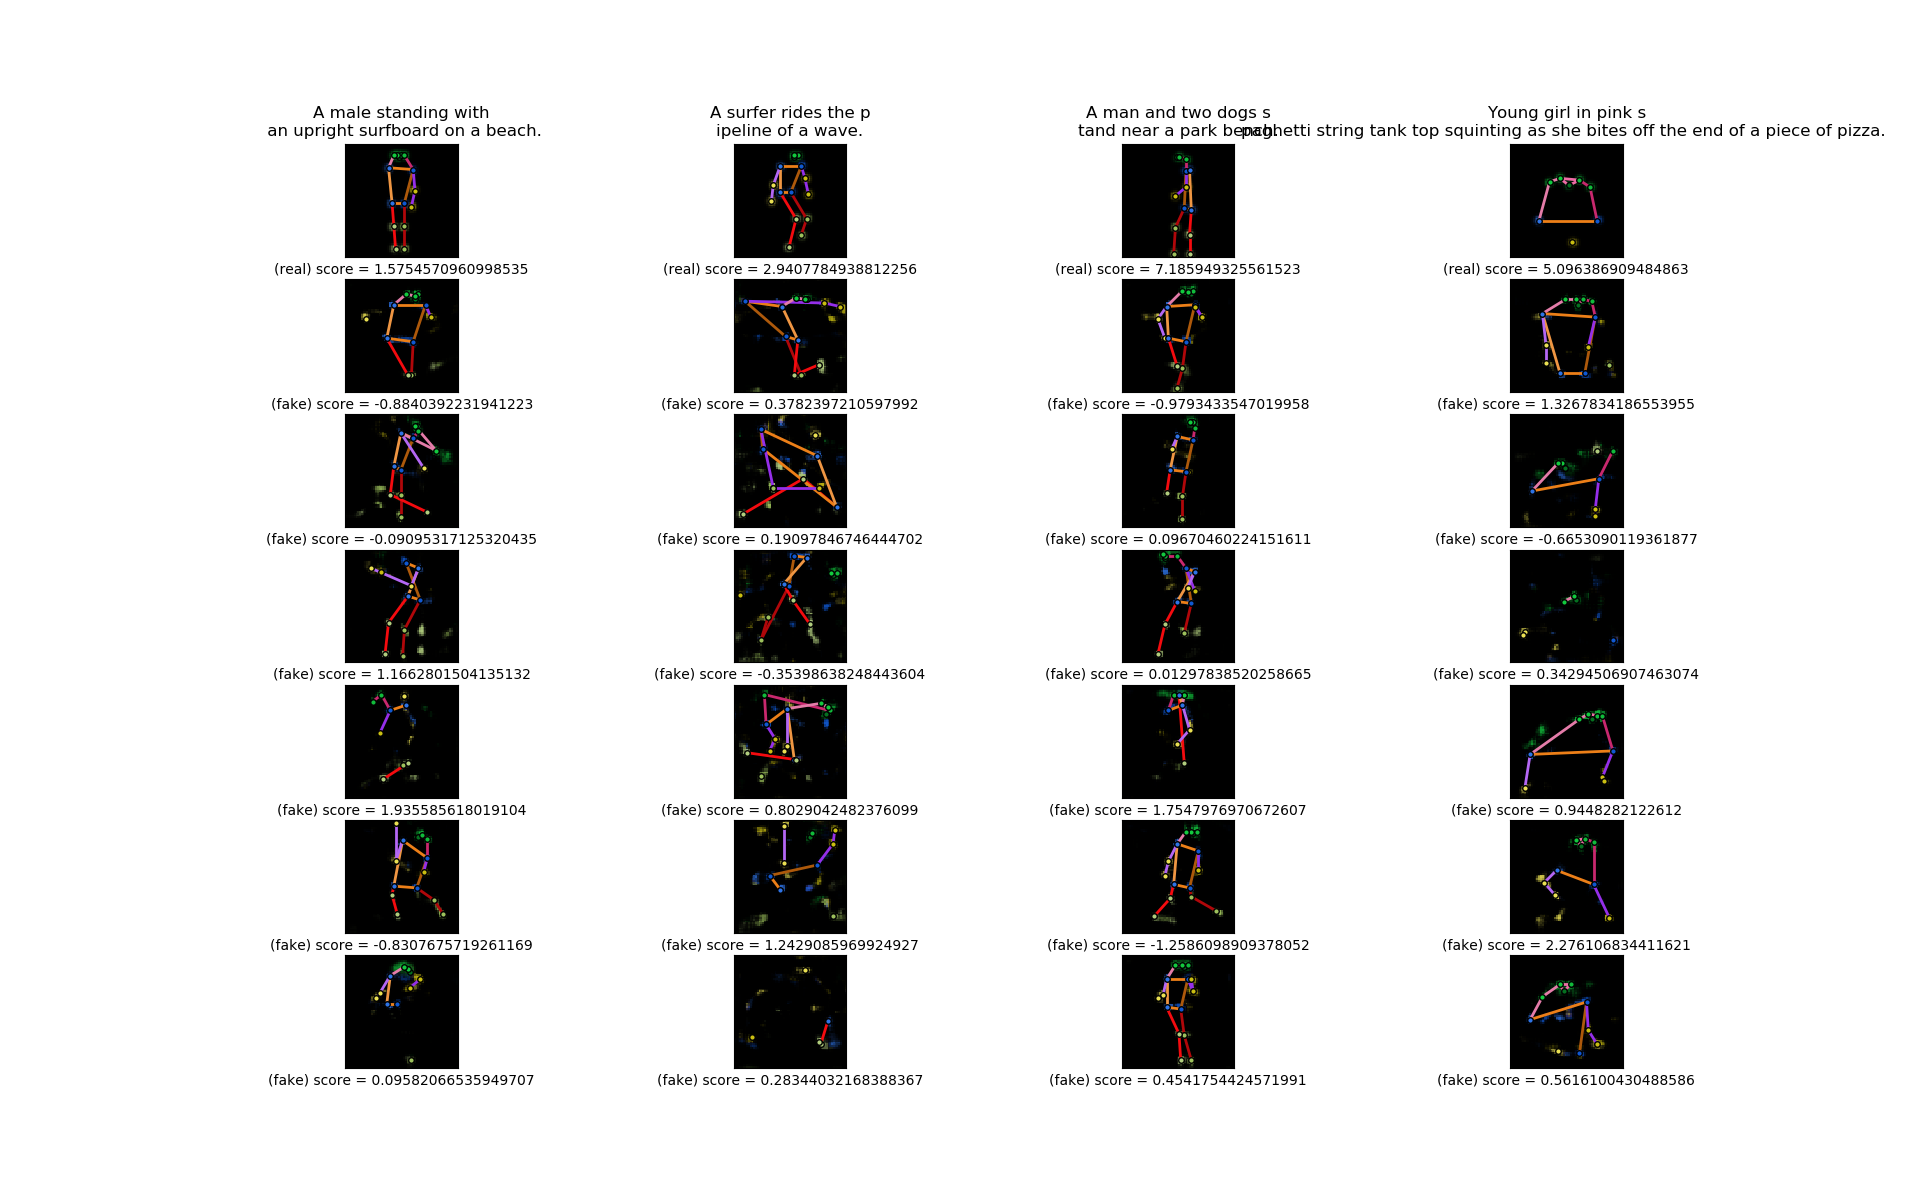 A male standing with
an upright surfboard on a beach.
A surfer rides the p
ipeline of a wave.
A man and two dogs s
tand near a park bench.
Young girl in pink s
paghetti string tank top squinting as she bites off the end of a piece of pizza.
(real) score = 1.5754570960998535
(real) score = 2.9407784938812256
(real) score = 7.185949325561523
(real) score = 5.096386909484863
(fake) score = -0.8840392231941223
(fake) score = 0.3782397210597992
(fake) score = -0.9793433547019958
(fake) score = 1.3267834186553955
(fake) score = -0.09095317125320435
(fake) score = 0.19097846746444702
(fake) score = 0.09670460224151611
(fake) score = -0.6653090119361877
(fake) score = 1.1662801504135132
(fake) score = -0.35398638248443604
(fake) score = 0.01297838520258665
(fake) score = 0.34294506907463074
(fake) score = 1.935585618019104
(fake) score = 0.8029042482376099
(fake) score = 1.7547976970672607
(fake) score = 0.9448282122612
(fake) score = -0.8307675719261169
(fake) score = 1.2429085969924927
(fake) score = -1.2586098909378052
(fake) score = 2.276106834411621
(fake) score = 0.09582066535949707
(fake) score = 0.28344032168388367
(fake) score = 0.4541754424571991
(fake) score = 0.5616100430488586